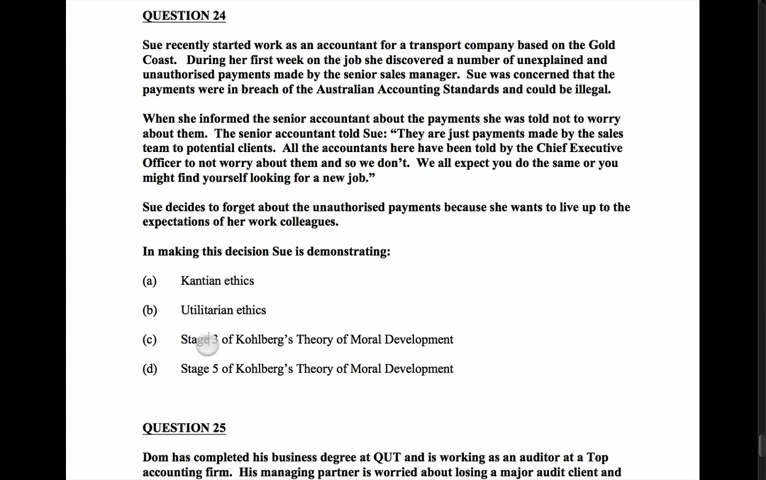 QUESTION 24
Sue recently started work as an accountant for a transport company based on the Gold
Coast. During her first week on the job she discovered a number of unexplained and
unauthorised payments made by the senior sales manager. Sue was concerned that the
payments were in breach of the Australian Accounting Standards and could be illegal.
When she informed the senior accountant about the payments she was told not to worry
about them. The senior accountant told Sue: “They are just payments made by the sales
team to potential clients. All the accountants here have been told by the Chief Executive
Officer to not worry about them and so we don’t. We all expect you do the same or you
might find yourself looking for a new job.”
Sue decides to forget about the unauthorised payments because she wants to live up to the
expectations of her work colleagues.
In making this decision Sue is demonstrating:
(a) Kantian ethics
(b) Utilitarian ethics
(c) Stage 3 of Kohlberg’s Theory of Moral Development
(d) Stage 5 of Kohlberg’s Theory of Moral Development
QUESTION 25
Dom has completed his business degree at QUT and is working as an auditor at a Top
accounting firm. His managing partner is worried about losing a major audit client and